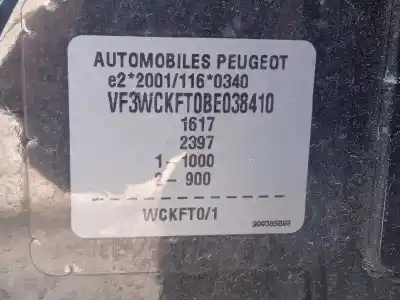 AUTOMOBILES PEUGEOT
e2*2001/116*0340
VF3WCKFT0BE038410
1617
2397
1-1000
2-900
WCKFT0/1